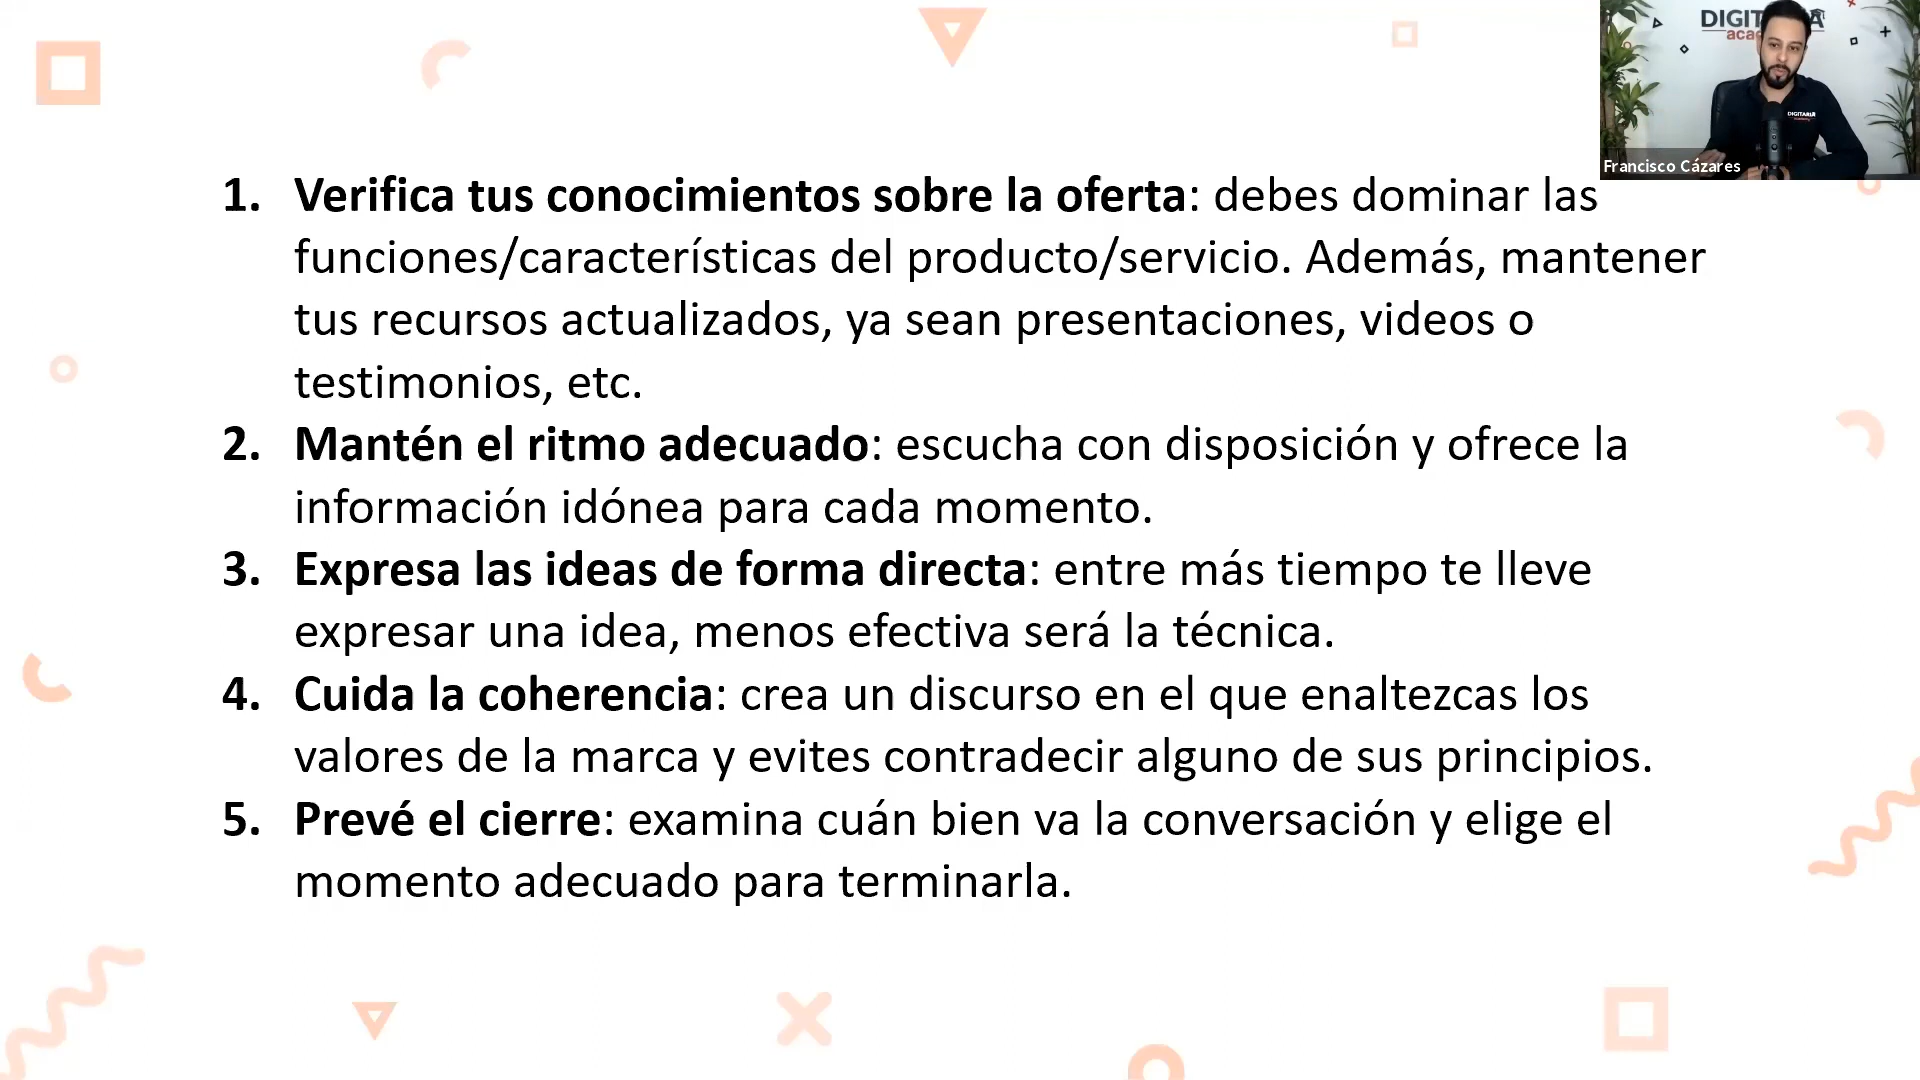 Francisco Cázares
1. Verifica tus conocimientos sobre la oferta: debes dominar las
funciones/características del producto/servicio. Además, mantener
tus recursos actualizados, ya sean presentaciones, videos o
testimonios, etc.
2. Mantén el ritmo adecuado: escucha con disposición y ofrece la
información idónea para cada momento.
3. Expresa las ideas de forma directa: entre más tiempo te lleve
expresar una idea, menos efectiva será la técnica.
4. Cuida la coherencia: crea un discurso en el que enaltezcas los
valores de la marca y evites contradecir alguno de sus principios.
5. Prevé el cierre: examina cuán bien va la conversación y elige el
momento adecuado para terminarla.